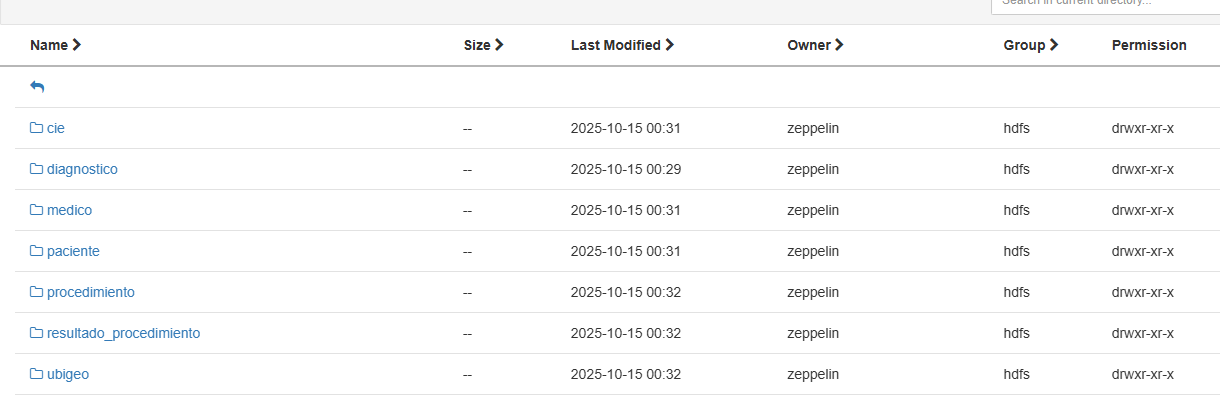 Search in current directory...
Name Size Last Modified Owner Group Permission
cie -- 2025-10-15 00:31 zeppelin hdfs drwxr-xr-x
diagnostico -- 2025-10-15 00:29 zeppelin hdfs drwxr-xr-x
medico -- 2025-10-15 00:31 zeppelin hdfs drwxr-xr-x
paciente -- 2025-10-15 00:31 zeppelin hdfs drwxr-xr-x
procedimiento -- 2025-10-15 00:32 zeppelin hdfs drwxr-xr-x
resultado_procedimiento -- 2025-10-15 00:32 zeppelin hdfs drwxr-xr-x
ubigeo -- 2025-10-15 00:32 zeppelin hdfs drwxr-xr-x